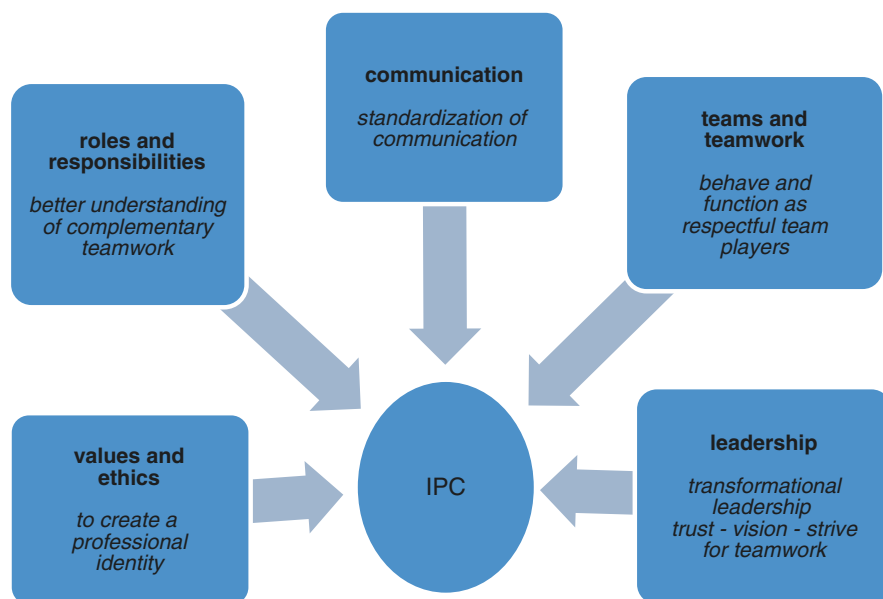 communication
standardization of
communication
roles and
responsibilities
better understanding
of complementary
teamwork
teams and
teamwork
behave and
function as
respectful team
players
values and
ethics
to create a
professional
identity
IPC
leadership
transformational
leadership
trust - vision - strive
for teamwork